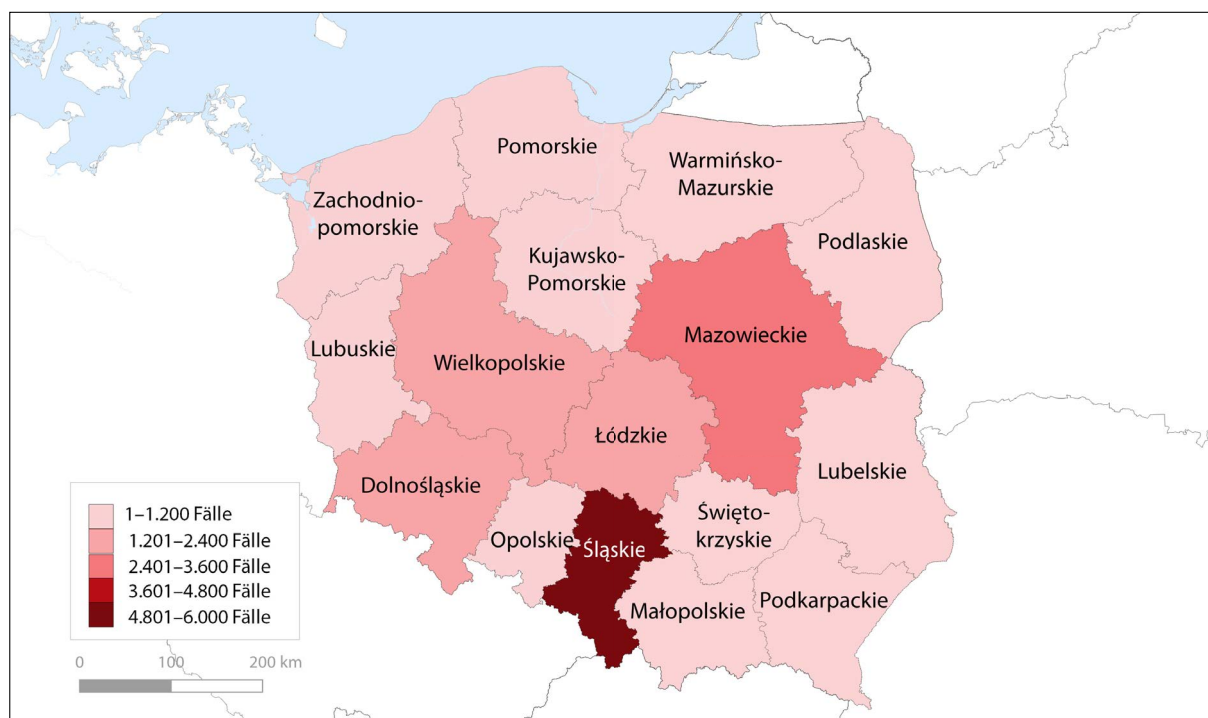 Pomorskie
Warmińsko-
Mazurskie
Zachodnio-
pomorskie
Podlaskie
Kujawsko-
Pomorskie
Mazowieckie
Lubuskie
Wielkopolskie
Łódzkie
Lubelskie
Dolnośląskie
Święto-
krzyskie
Opolskie
Śląskie
Małopolskie
Podkarpackie
1–1.200 Fälle
1.201–2.400 Fälle
2.401–3.600 Fälle
3.601–4.800 Fälle
4.801–6.000 Fälle
0 100 200 km